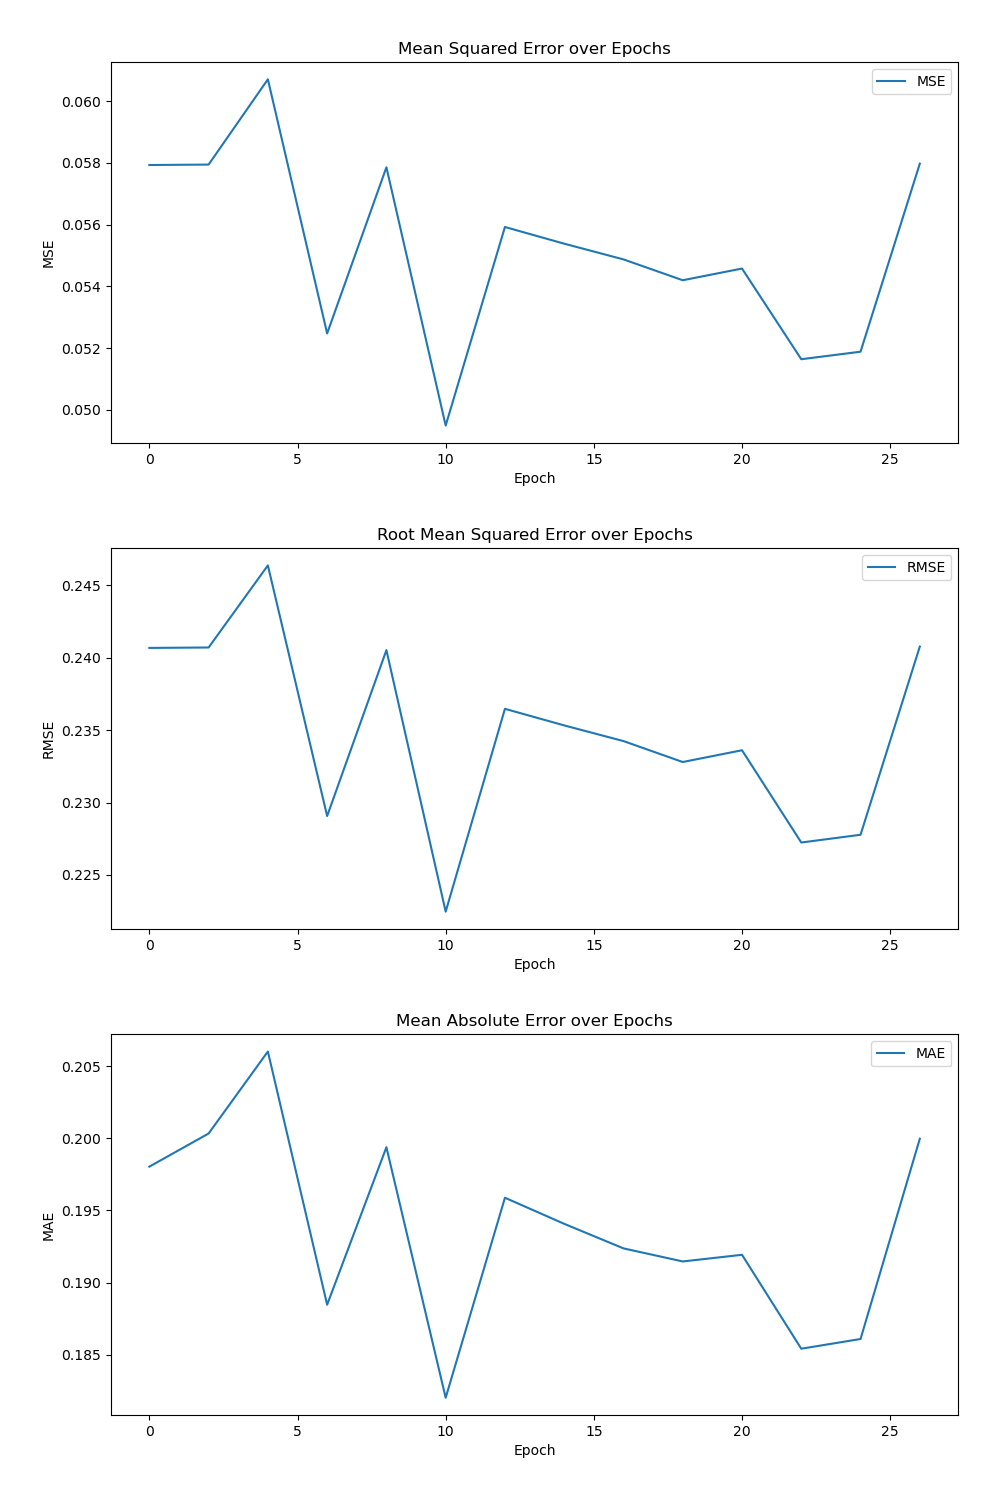 Mean Squared Error over Epochs
MSE
0.060
0.058
0.056
0.054
0.052
0.050
MSE
0 5 10 15 20 25
Epoch
Root Mean Squared Error over Epochs
RMSE
0.245
0.240
0.235
0.230
0.225
RMSE
0 5 10 15 20 25
Epoch
Mean Absolute Error over Epochs
MAE
0.205
0.200
0.195
0.190
0.185
MAE
0 5 10 15 20 25
Epoch